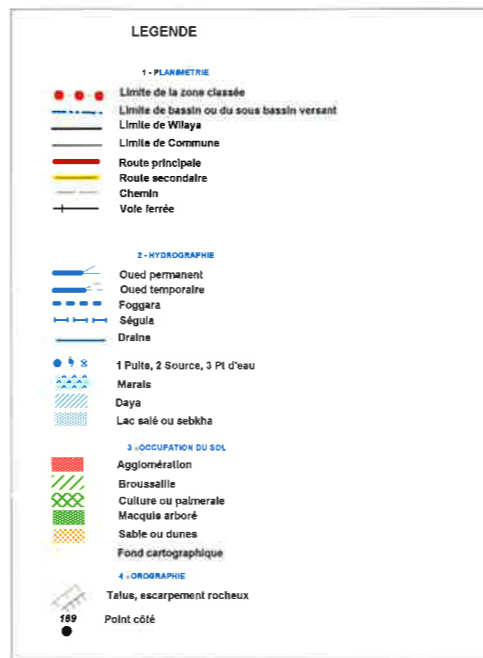 LEGENDE
1 - PLANIMETRIE
Limite de la zone classée
Limite de bassin ou du sous bassin versant
Limite de Wilaya
Limite de Commune
Route principale
Route secondaire
Chemin
Voie ferrée
2 - HYDROGRAPHIE
Oued permanent
Oued temporaire
Foggara
Séguia
Drains
1 Puits, 2 Source, 3 Pt d'eau
Marais
Daya
Lac salé ou sebkha
3 - OCCUPATION DU SOL
Agglomération
Broussaille
Culture ou palmeraie
Macquis arboré
Sable ou dunes
Fond cartographique
4 - OROGRAPHIE
Talus, escarpement rocheux
169 Point côté